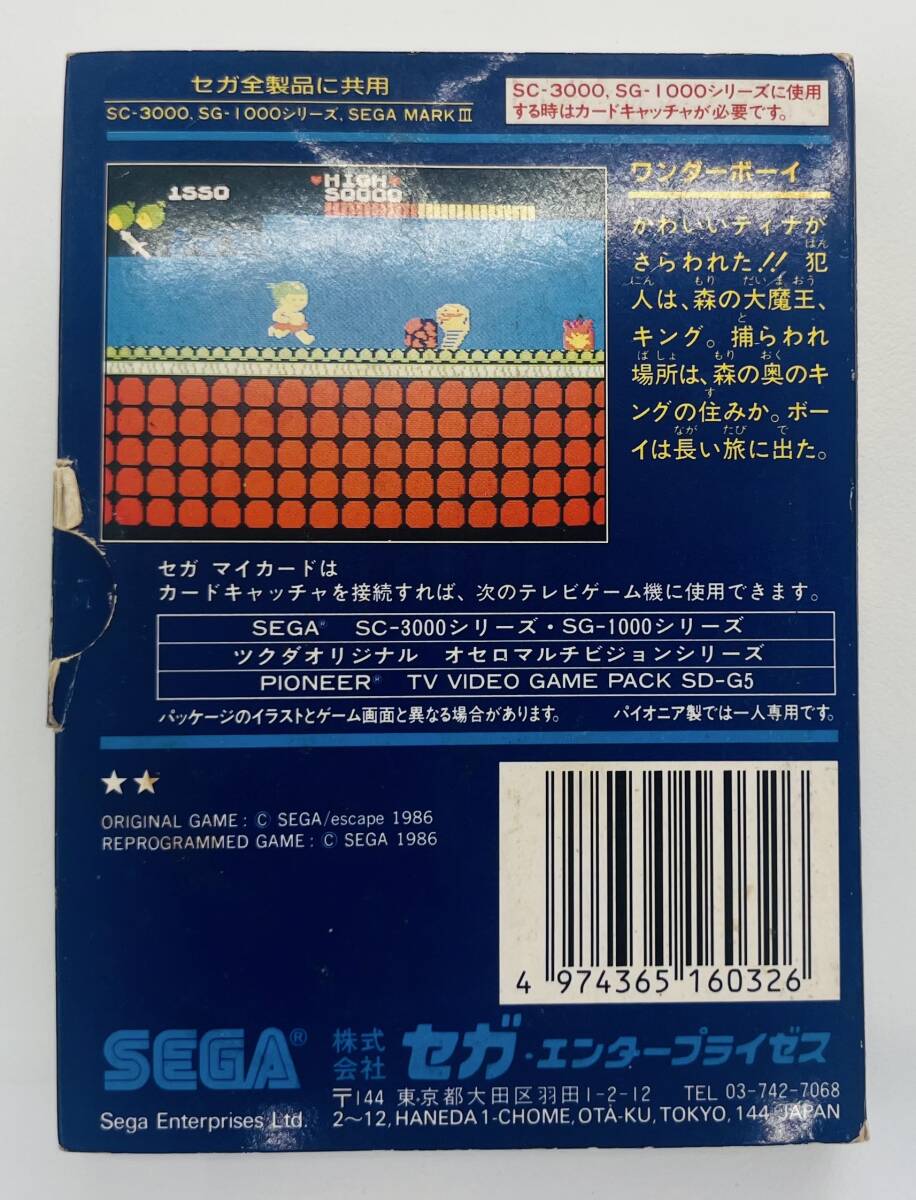 セガ全製品に共用
SC-3000, SG-1000シリーズ, SEGA MARK III
SC-3000, SG-1000シリーズに使用
する時はカードキャッチャが必要です。
1550
♥HIGH♥
50000
ワンダーボーイ
かわいいティナが
さらわれた!! 犯
人は、森の大魔王、
キング。捕らわれ
場所は、森の奥のキ
ングの住みか。ボー
イは長い旅に出た。
セガ マイカードは
カードキャッチャを接続すれば、次のテレビゲーム機に使用できます。
SEGA® SC-3000シリーズ・SG-1000シリーズ
ツクダオリジナル オセロマルチビジョンシリーズ
PIONEER® TV VIDEO GAME PACK SD-G5
パッケージのイラストとゲーム画面と異なる場合があります。 パイオニア製では一人専用です。
★★
ORIGINAL GAME : © SEGA/escape 1986
REPROGRAMMED GAME : © SEGA 1986
4 974365 160326
SEGA® 株式会社 セガ・エンタープライゼス
〒144 東京都大田区羽田1-2-12 TEL 03-742-7068
Sega Enterprises Ltd. 2〜12, HANEDA 1-CHOME, OTA-KU, TOKYO, 144 JAPAN